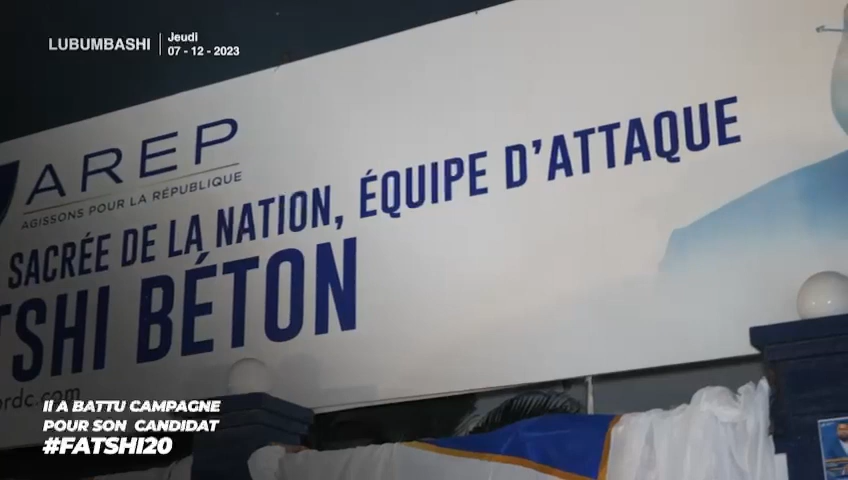 LUBUMBASHI
Jeudi
07 - 12 - 2023
AREP
AGISSONS POUR LA RÉPUBLIQUE
SACRÉE DE LA NATION, ÉQUIPE D'ATTAQUE
TSHI BÉTON
rdc.com
Il A BATTU CAMPAGNE
POUR SON CANDIDAT
#FATSHI20